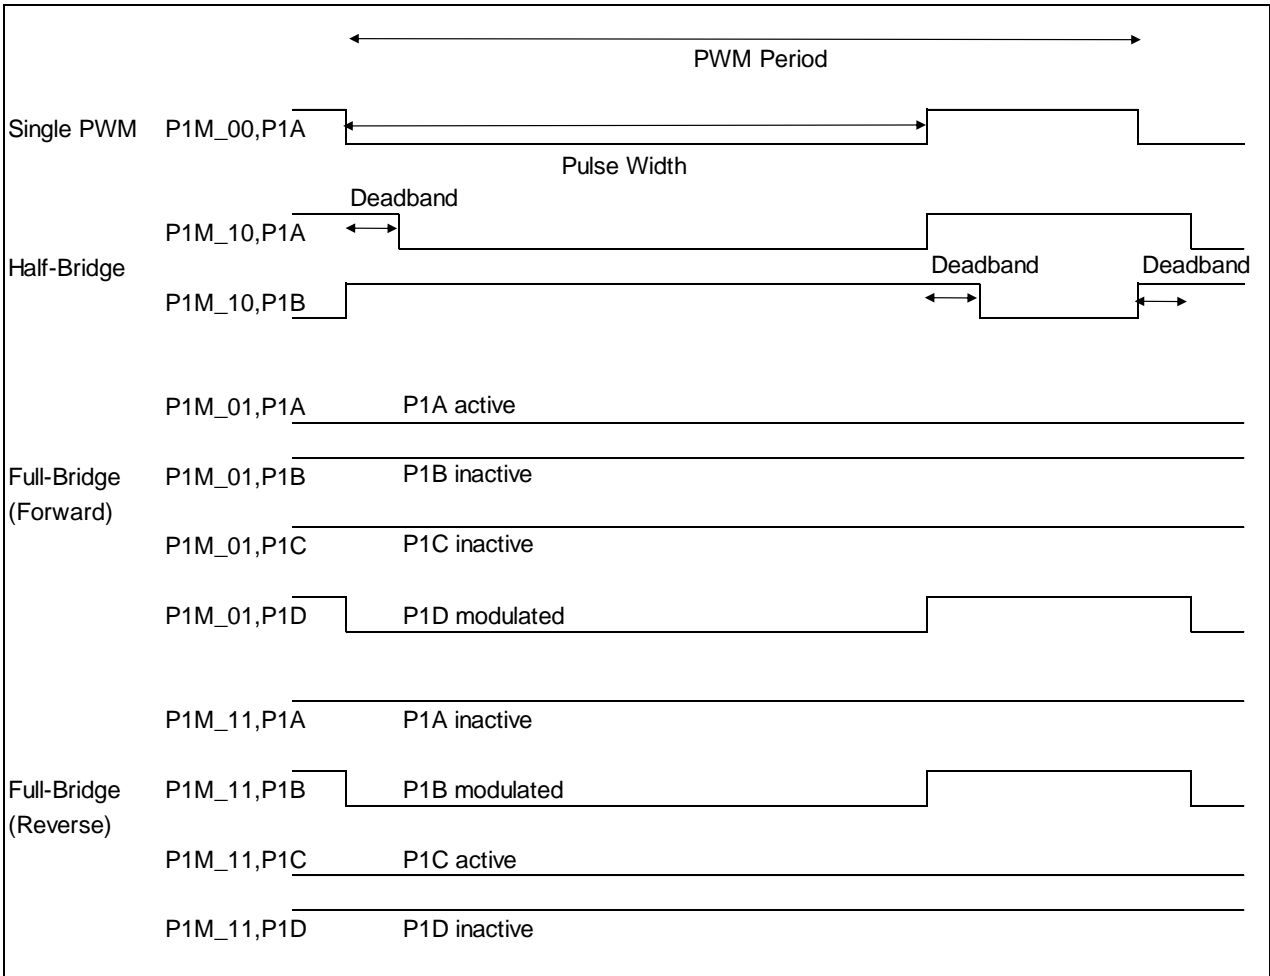 PWM Period
Single PWM P1M_00,P1A
Pulse Width
Deadband
P1M_10,P1A
Half-Bridge
Deadband Deadband
P1M_10,P1B
P1M_01,P1A P1A active
Full-Bridge P1M_01,P1B P1B inactive
(Forward)
P1M_01,P1C P1C inactive
P1M_01,P1D P1D modulated
P1M_11,P1A P1A inactive
Full-Bridge P1M_11,P1B P1B modulated
(Reverse)
P1M_11,P1C P1C active
P1M_11,P1D P1D inactive